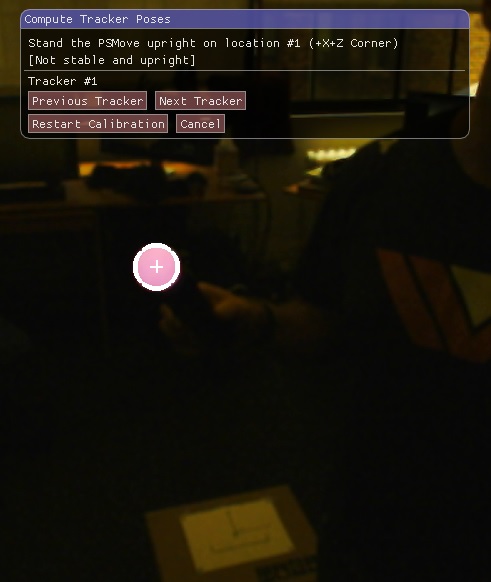 Compute Tracker Poses
Stand the PSMove upright on location #1 (+X+Z Corner)
[Not stable and upright]
Tracker #1
Previous Tracker Next Tracker
Restart Calibration Cancel